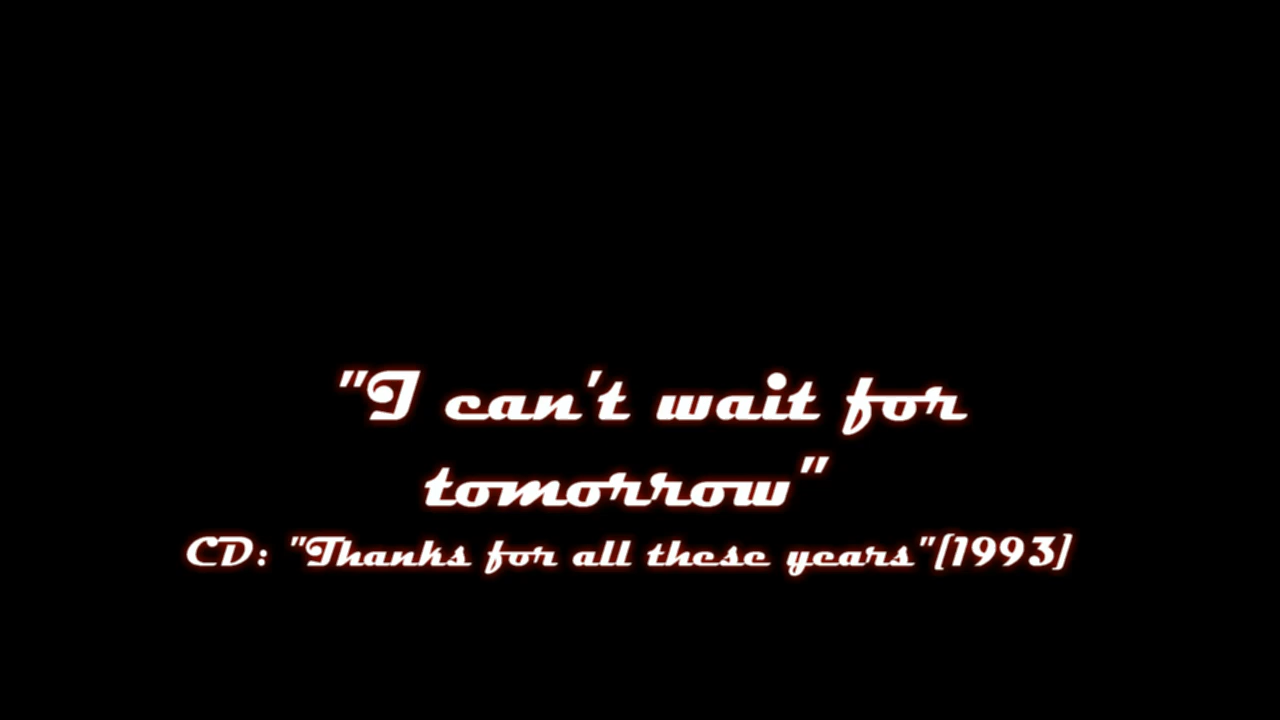 "I can't wait for
tomorrow"
CD: "Thanks for all these years"(1993)